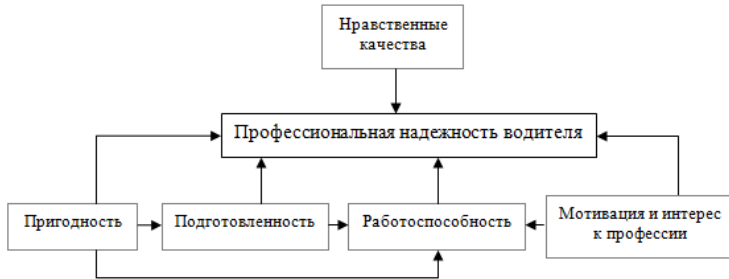 Нравственные
качества
Профессиональная надежность водителя
Пригодность
Подготовленность
Работоспособность
Мотивация и интерес
к профессии